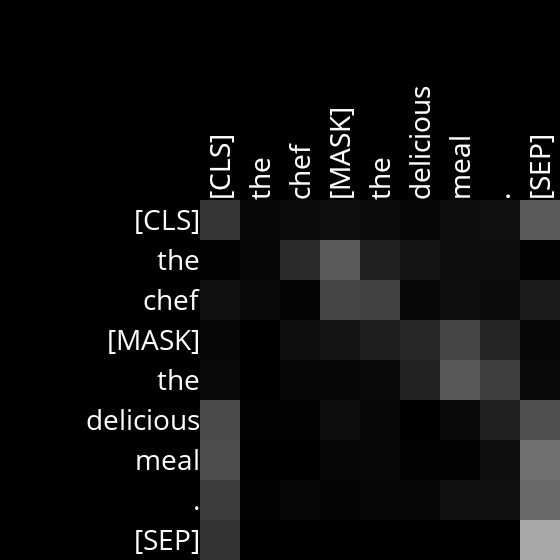 [CLS]
the
chef
[MASK]
the
delicious
meal
.
[SEP]
[CLS]
the
chef
[MASK]
the
delicious
meal
.
[SEP]